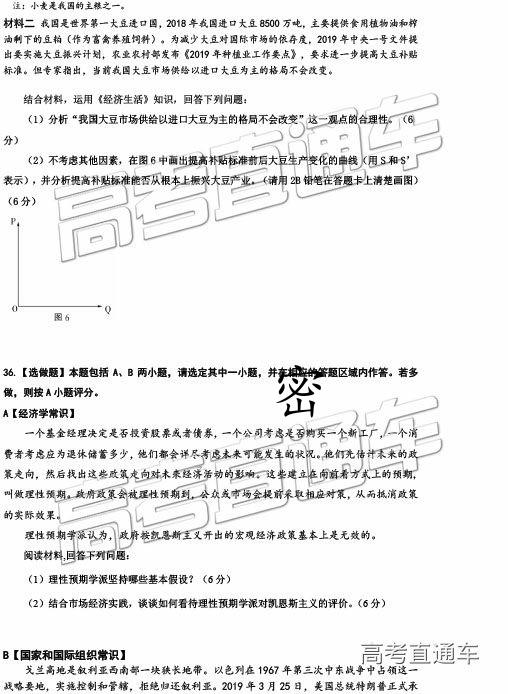 注：小麦是我国的主粮之一。
材料二 我国是世界第一大豆进口国，2018年我国进口大豆8500万吨，主要提供食用植物油和榨
油剩下的豆粕（作为畜禽养殖饲料）。为减少大豆对国际市场的依存度，2019年中央一号文件提
出要实施大豆振兴计划，农业农村部发布《2019年种植业工作要点》，要求进一步提高大豆补贴
标准。但专家指出，当前我国大豆市场供给以进口大豆为主的格局不会改变。
结合材料，运用《经济生活》知识，回答下列问题：
（1）分析“我国大豆市场供给以进口大豆为主的格局不会改变”这一观点的合理性。（6
分）
（2）不考虑其他因素，在图6中画出提高补贴标准前后大豆生产变化的曲线（用S和S’
表示），并分析提高补贴标准能否从根本上振兴大豆产业。（请用2B铅笔在答题卡上清楚画图）
（6分）
P
O
Q
图6
36.【选做题】本题包括 A、B 两小题，请选定其中一小题，并在相应的答题区域内作答。若多
做，则按A小题评分。
密
A【经济学常识】
一个基金经理决定是否投资股票或者债券，一个公司考虑是否购买一个新工厂，一个消
费者考虑应为退休储蓄多少，他们都会详尽考虑未来可能发生的状况。他们先估计未来的政
策走向，然后找出这些政策走向对未来经济活动的影响。这些建立在向前看方式上的预期，
叫做理性预期。政府政策会被理性预期到，公众或市场会提前采取相应对策，从而抵消政策
的实际效果。
理性预期学派认为，政府按凯恩斯主义开出的宏观经济政策基本上是无效的。
阅读材料,回答下列问题：
（1）理性预期学派坚持哪些基本假设？（6分）
（2）结合市场经济实践，谈谈如何看待理性预期学派对凯恩斯主义的评价。（6分）
B【国家和国际组织常识】
戈兰高地是叙利亚西南部一块狭长地带。以色列在1967年第三次中东战争中占领这一
战略要地，实施控制和管辖，拒绝归还叙利亚。2019年3月25日，美国总统特朗普正式承
高考直通车
高考直通车
高考直通车